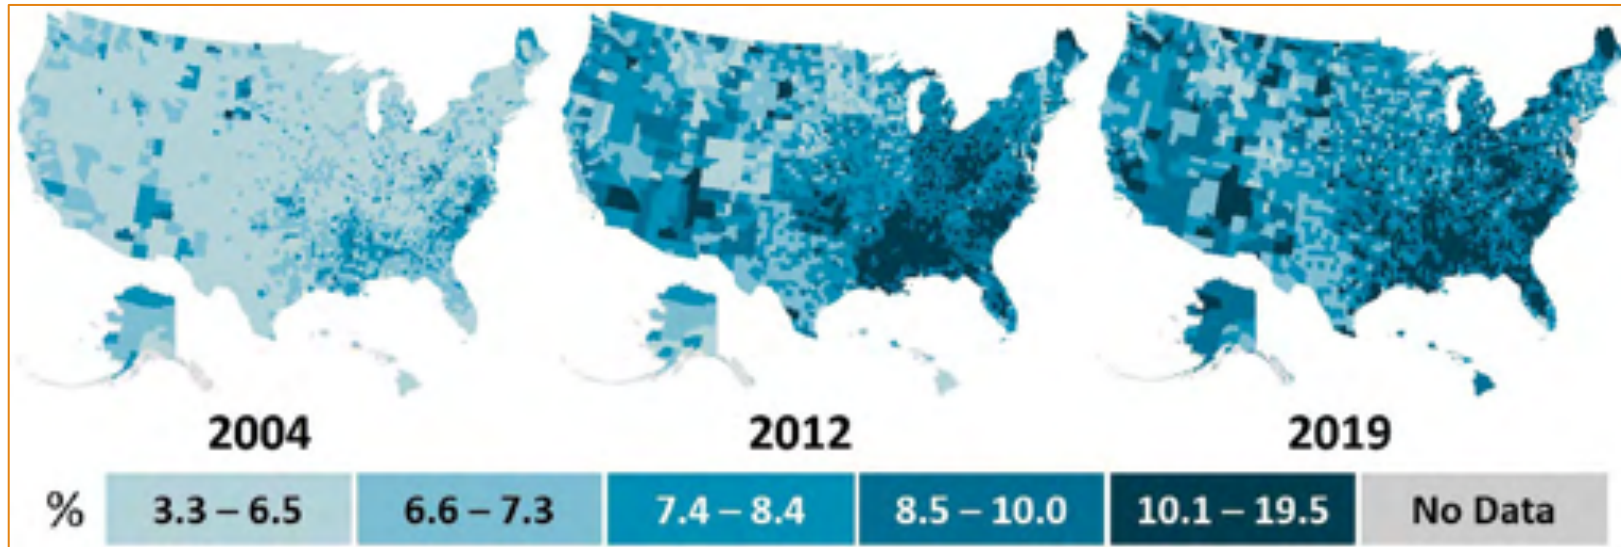 2004 2012 2019
% 3.3 – 6.5 6.6 – 7.3 7.4 – 8.4 8.5 – 10.0 10.1 – 19.5 No Data